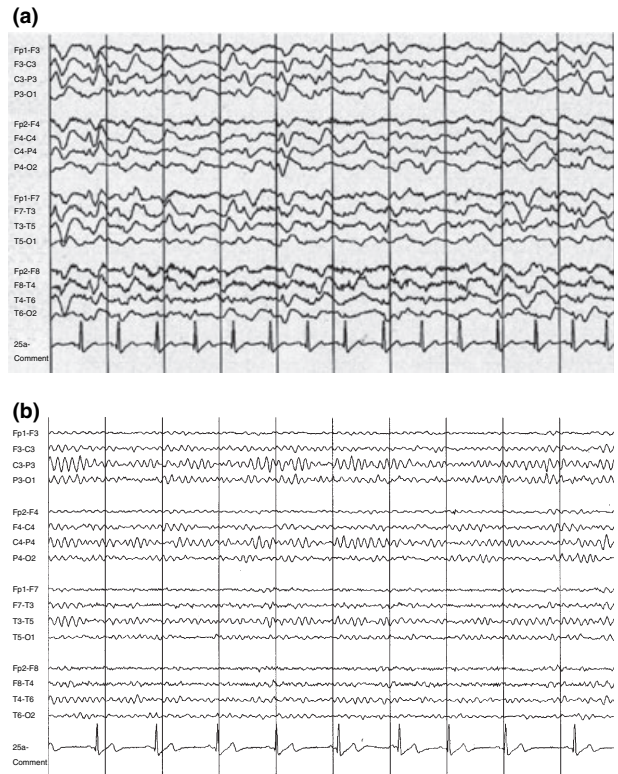 (a)
Fp1-F3
F3-C3
C3-P3
P3-O1
Fp2-F4
F4-C4
C4-P4
P4-O2
Fp1-F7
F7-T3
T3-T5
T5-O1
Fp2-F8
F8-T4
T4-T6
T6-O2
25a-
Comment
(b)
Fp1-F3
F3-C3
C3-P3
P3-O1
Fp2-F4
F4-C4
C4-P4
P4-O2
Fp1-F7
F7-T3
T3-T5
T5-O1
Fp2-F8
F8-T4
T4-T6
T6-O2
25a-
Comment